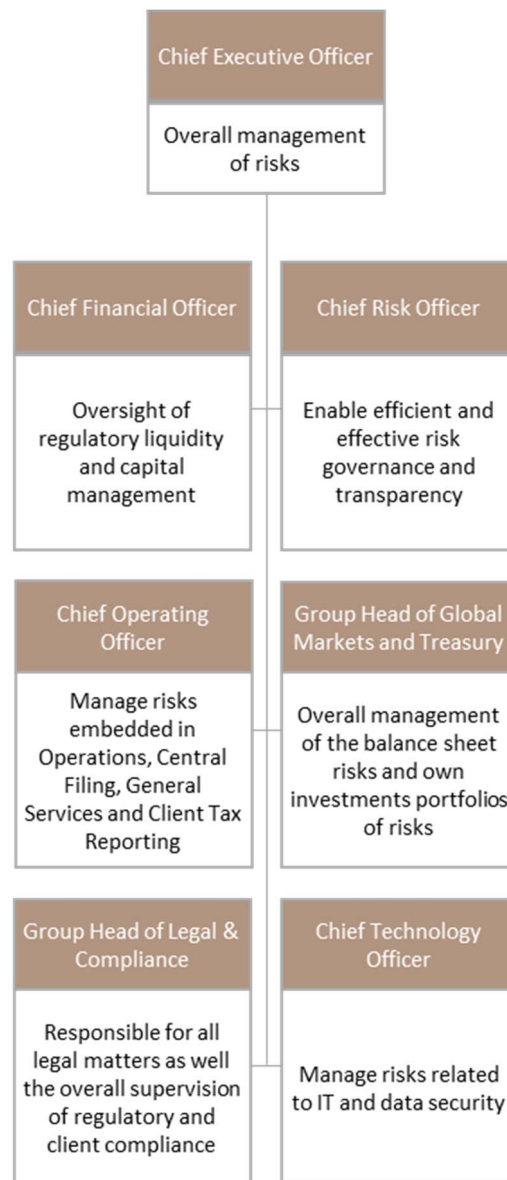 Chief Executive Officer
Overall management
of risks
Chief Financial Officer
Oversight of
regulatory liquidity
and capital
management
Chief Risk Officer
Enable efficient and
effective risk
governance and
transparency
Chief Operating
Officer
Manage risks
embedded in
Operations, Central
Filing, General
Services and Client Tax
Reporting
Group Head of Global
Markets and Treasury
Overall management
of the balance sheet
risks and own
investments portfolios
of risks
Group Head of Legal &
Compliance
Responsible for all
legal matters as well
the overall supervision
of regulatory and
client compliance
Chief Technology
Officer
Manage risks related
to IT and data security